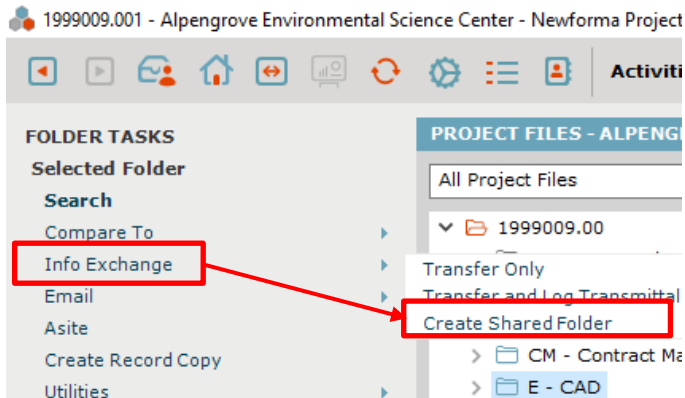 1999009.001 - Alpengrove Environmental Science Center - Newforma Project
Activiti
FOLDER TASKS
Selected Folder
Search
Compare To
Info Exchange
Email
Asite
Create Record Copy
Utilities
PROJECT FILES - ALPENG
All Project Files
1999009.00
Transfer Only
Transfer and Log Transmittal
Create Shared Folder
CM - Contract Ma
E - CAD